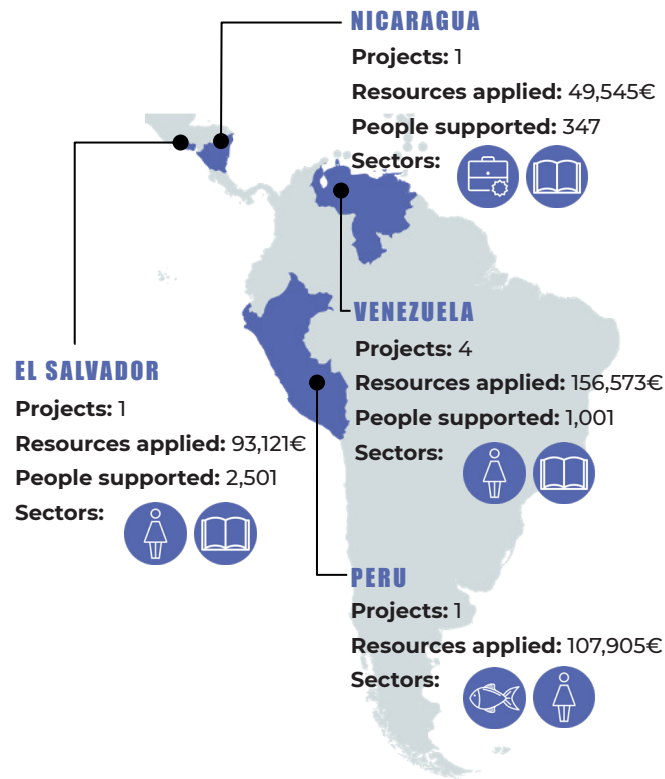 NICARAGUA
Projects: 1
Resources applied: 49,545€
People supported: 347
Sectors:
VENEZUELA
Projects: 4
Resources applied: 156,573€
People supported: 1,001
Sectors:
EL SALVADOR
Projects: 1
Resources applied: 93,121€
People supported: 2,501
Sectors:
PERU
Projects: 1
Resources applied: 107,905€
Sectors: